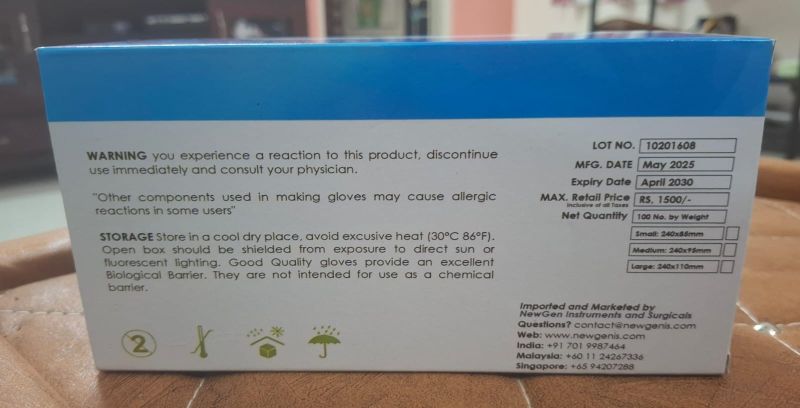 WARNING you experience a reaction to this product, discontinue
use immediately and consult your physician.
"Other components used in making gloves may cause allergic
reactions in some users"
STORAGE Store in a cool dry place, avoid excusive heat (30°C 86°F).
Open box should be shielded from exposure to direct sun or
fluorescent lighting. Good Quality gloves provide an excellent
Biological Barrier. They are not intended for use as a chemical
barrier.
2
LOT NO. 10201608
MFG. DATE May 2025
Expiry Date April 2030
MAX. Retail Price RS, 1500/-
Inclusive of all Taxes
Net Quantity 100 No. by Weight
Small: 240x85mm
Medium: 240x95mm
Large: 240x110mm
Imported and Marketed by
NewGen Instruments and Surgicals
Questions? contact@newgenis.com
Web: www.newgenis.com
India: +91 701 9987464
Malaysia: +60 11 24267336
Singapore: +65 94207288